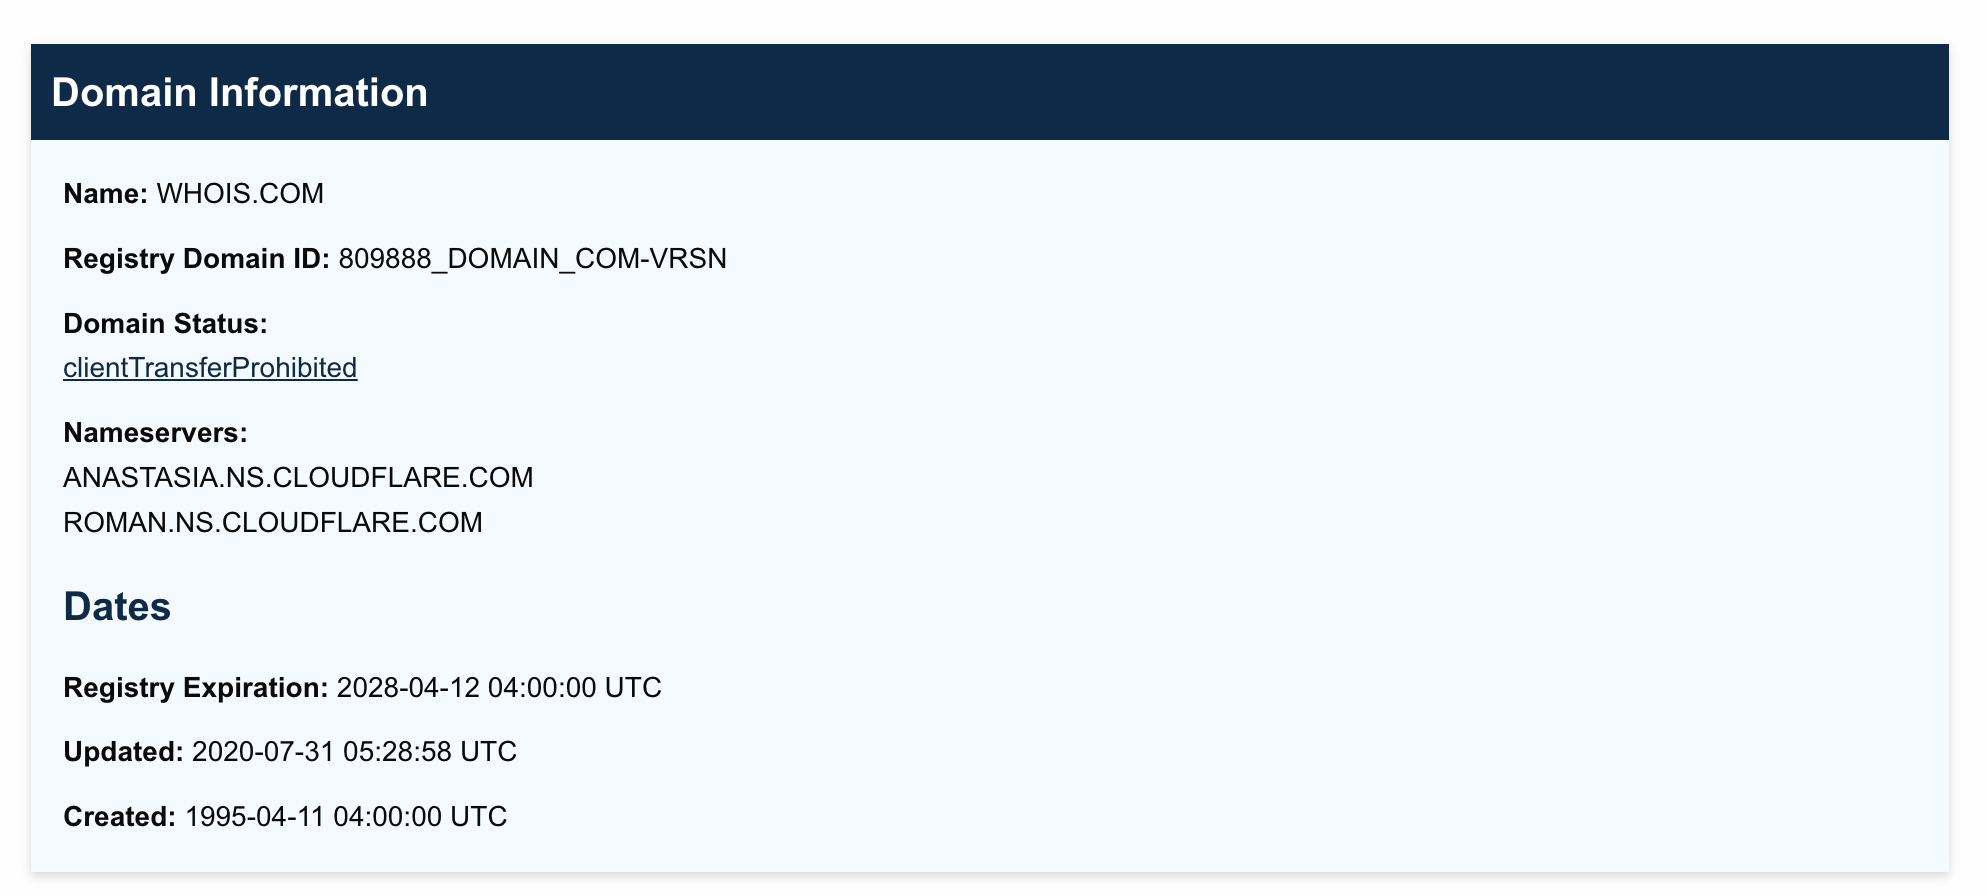 Domain Information
Name: WHOIS.COM
Registry Domain ID: 809888_DOMAIN_COM-VRSN
Domain Status:
clientTransferProhibited
Nameservers:
ANASTASIA.NS.CLOUDFLARE.COM
ROMAN.NS.CLOUDFLARE.COM
Dates
Registry Expiration: 2028-04-12 04:00:00 UTC
Updated: 2020-07-31 05:28:58 UTC
Created: 1995-04-11 04:00:00 UTC